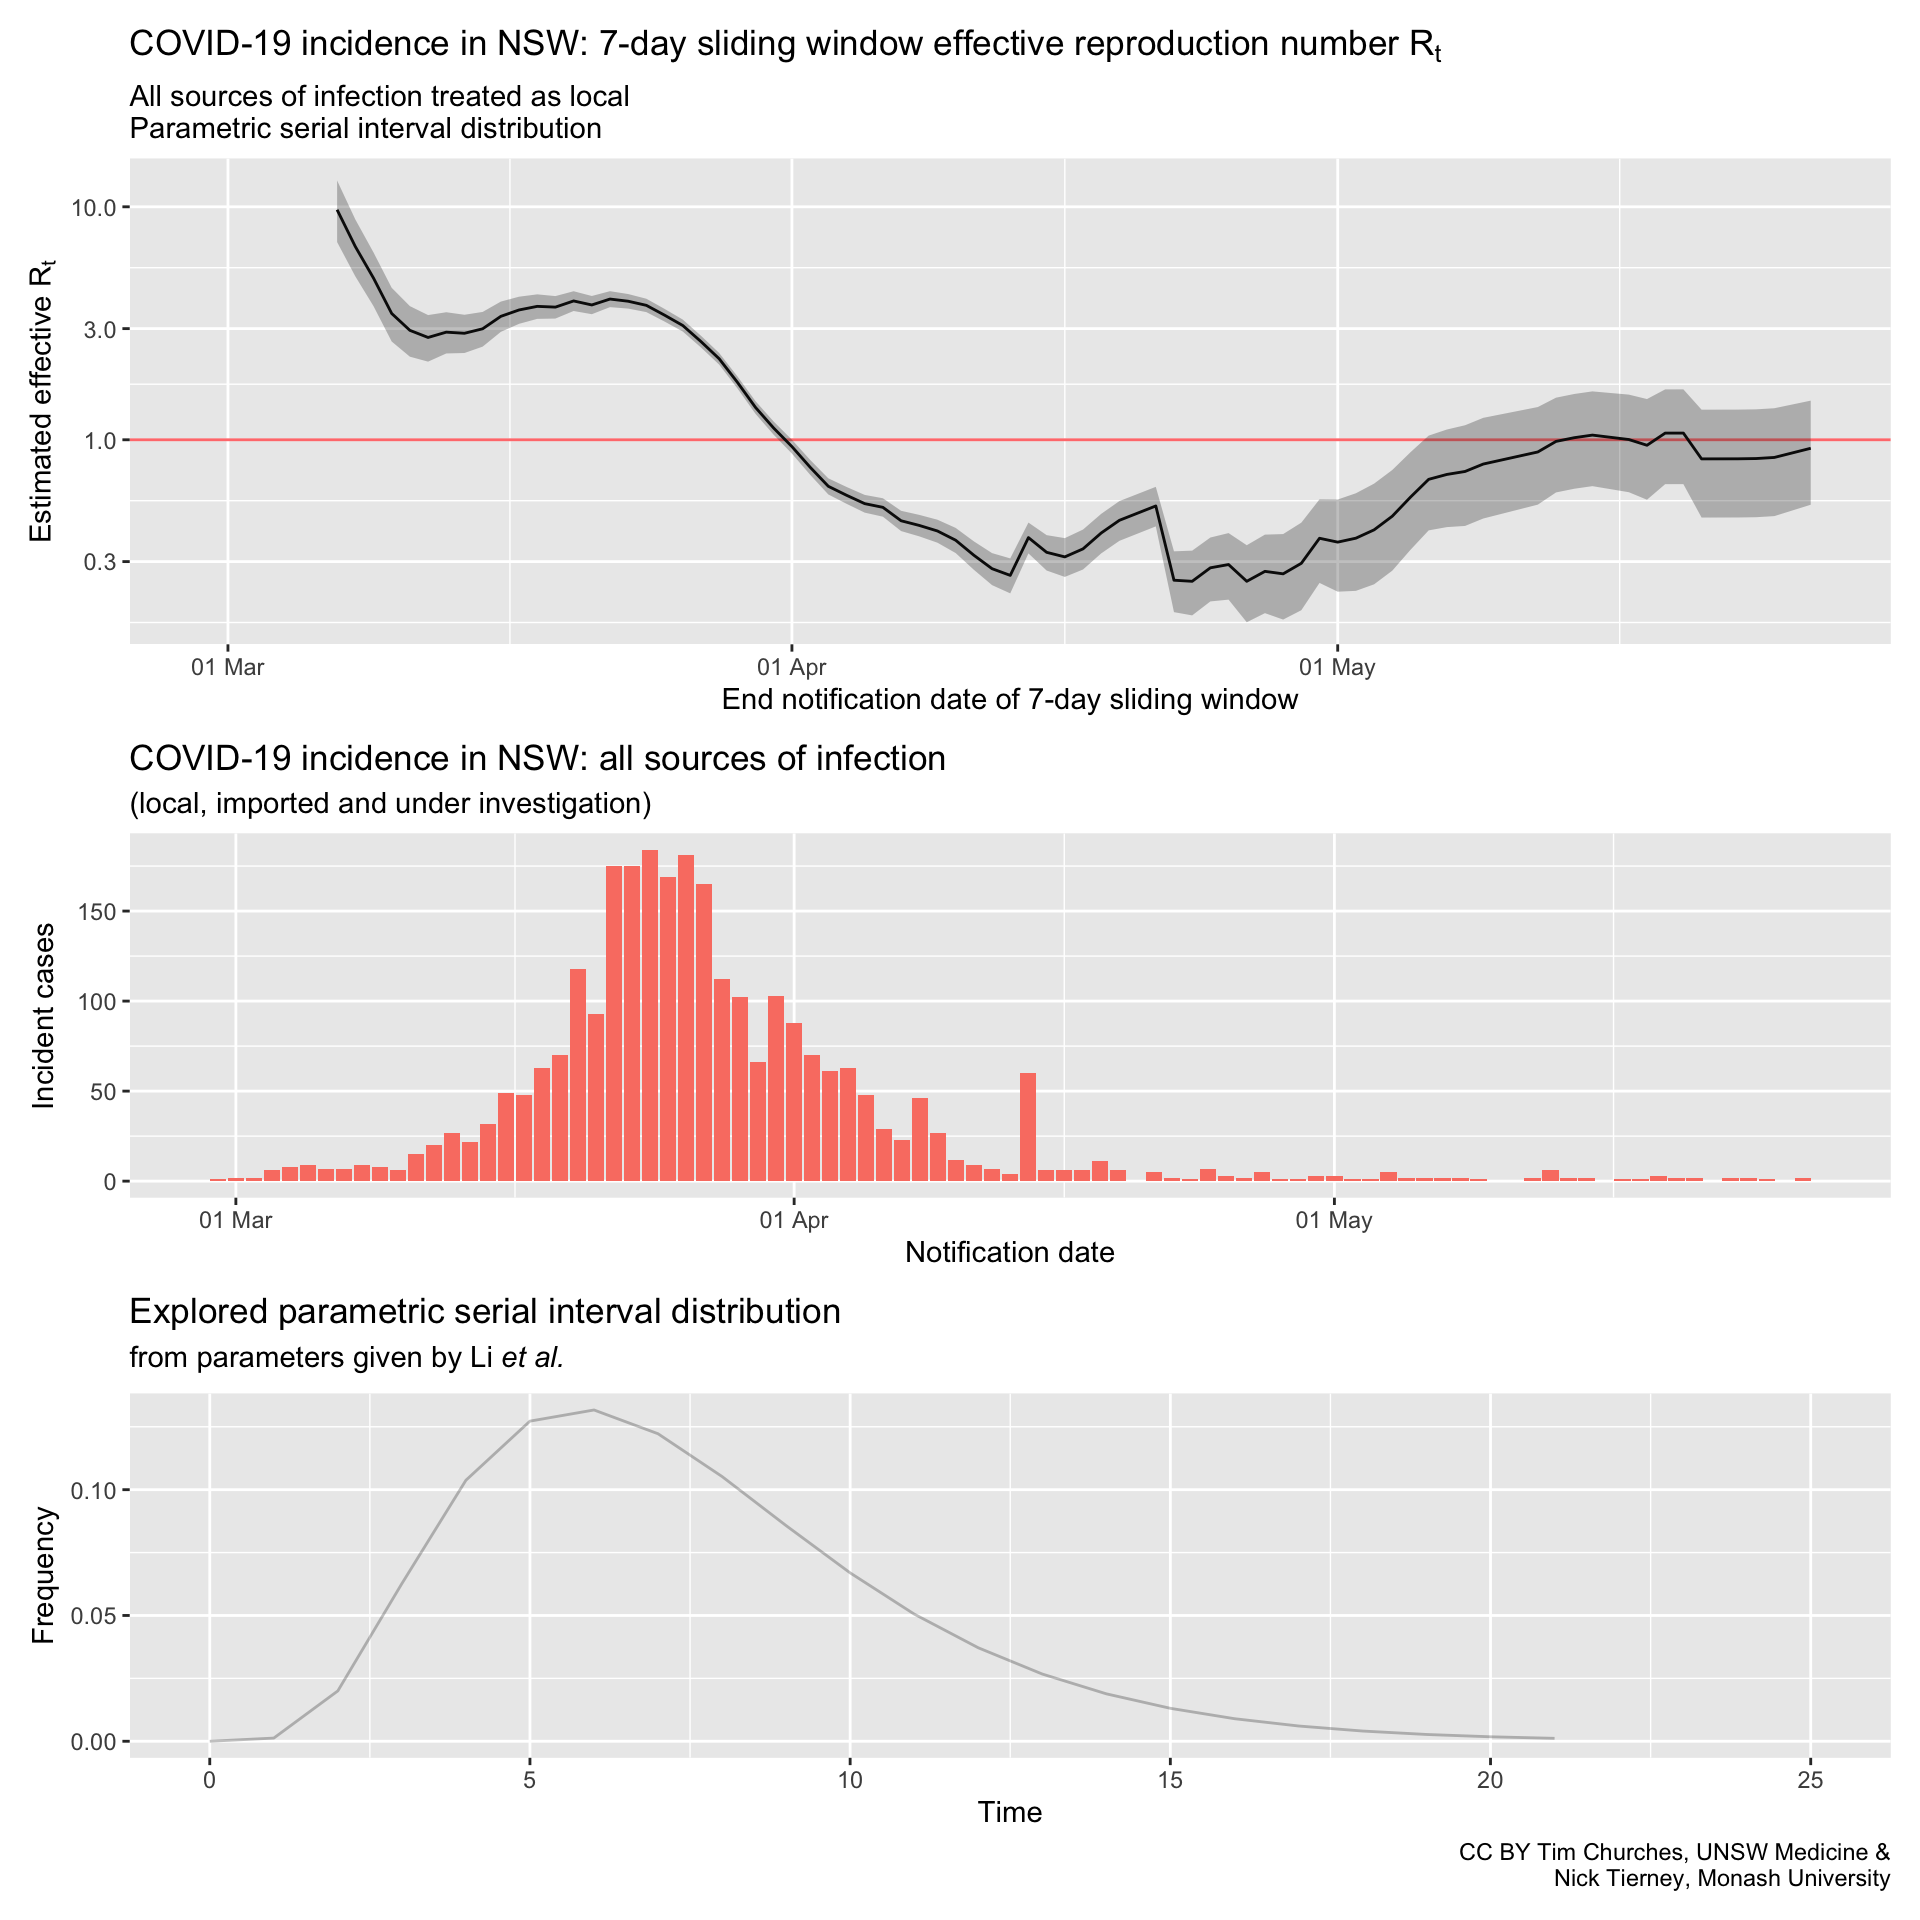 COVID-19 incidence in NSW: 7-day sliding window effective reproduction number Rt
All sources of infection treated as local
Parametric serial interval distribution
Estimated effective Rt
10.0
3.0
1.0
0.3
01 Mar
01 Apr
01 May
End notification date of 7-day sliding window
COVID-19 incidence in NSW: all sources of infection
(local, imported and under investigation)
Incident cases
150
100
50
0
01 Mar
01 Apr
01 May
Notification date
Explored parametric serial interval distribution
from parameters given by Li et al.
Frequency
0.10
0.05
0.00
0
5
10
15
20
25
Time
CC BY Tim Churches, UNSW Medicine &
Nick Tierney, Monash University